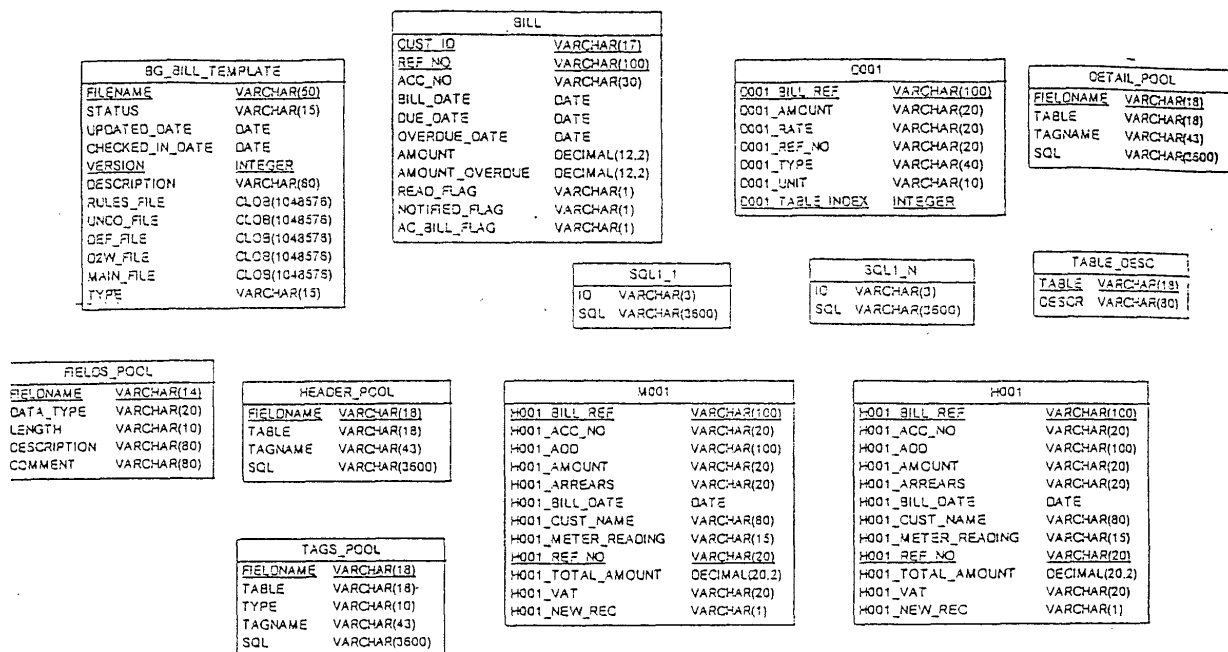 BG_BILL_TEMPLATE
FILENAME VARCHAR(50)
STATUS VARCHAR(15)
UPDATED_DATE DATE
CHECKED_IN_DATE DATE
VERSION INTEGER
DESCRIPTION VARCHAR(80)
RULES_FILE CLOB(1048576)
UNCO_FILE CLOB(1048576)
DEF_FILE CLOB(1048576)
D2W_FILE CLOB(1048576)
MAIN_FILE CLOB(1048576)
TYPE VARCHAR(15)
BILL
CUST_ID VARCHAR(17)
REF_NO VARCHAR(100)
ACC_NO VARCHAR(30)
BILL_DATE DATE
DUE_DATE DATE
OVERDUE_DATE DATE
AMOUNT DECIMAL(12,2)
AMOUNT_OVERDUE DECIMAL(12,2)
READ_FLAG VARCHAR(1)
NOTIFIED_FLAG VARCHAR(1)
AC_BILL_FLAG VARCHAR(1)
D001
D001_BILL_REF VARCHAR(100)
D001_AMOUNT VARCHAR(20)
D001_RATE VARCHAR(20)
D001_REF_NO VARCHAR(20)
D001_TYPE VARCHAR(40)
D001_UNIT VARCHAR(10)
D001_TABLE_INDEX INTEGER
DETAIL_POOL
FIELDNAME VARCHAR(18)
TABLE VARCHAR(18)
TAGNAME VARCHAR(43)
SQL VARCHAR(3500)
SQL1_1
ID VARCHAR(3)
SQL VARCHAR(3500)
SQL1_N
ID VARCHAR(3)
SQL VARCHAR(3500)
TABLE_DESC
TABLE VARCHAR(18)
DESCR VARCHAR(80)
FIELDS_POOL
FIELDNAME VARCHAR(14)
DATA_TYPE VARCHAR(20)
LENGTH VARCHAR(10)
DESCRIPTION VARCHAR(80)
COMMENT VARCHAR(80)
HEADER_POOL
FIELDNAME VARCHAR(18)
TABLE VARCHAR(18)
TAGNAME VARCHAR(43)
SQL VARCHAR(3500)
M001
H001_BILL_REF VARCHAR(100)
H001_ACC_NO VARCHAR(20)
H001_ADD VARCHAR(100)
H001_AMOUNT VARCHAR(20)
H001_ARREARS VARCHAR(20)
H001_BILL_DATE DATE
H001_CUST_NAME VARCHAR(80)
H001_METER_READING VARCHAR(15)
H001_REF_NO VARCHAR(20)
H001_TOTAL_AMOUNT DECIMAL(20,2)
H001_VAT VARCHAR(20)
H001_NEW_REC VARCHAR(1)
H001
H001_BILL_REF VARCHAR(100)
H001_ACC_NO VARCHAR(20)
H001_ADD VARCHAR(100)
H001_AMOUNT VARCHAR(20)
H001_ARREARS VARCHAR(20)
H001_BILL_DATE DATE
H001_CUST_NAME VARCHAR(80)
H001_METER_READING VARCHAR(15)
H001_REF_NO VARCHAR(20)
H001_TOTAL_AMOUNT DECIMAL(20,2)
H001_VAT VARCHAR(20)
H001_NEW_REC VARCHAR(1)
TAGS_POOL
FIELDNAME VARCHAR(18)
TABLE VARCHAR(18)
TYPE VARCHAR(10)
TAGNAME VARCHAR(43)
SQL VARCHAR(3500)